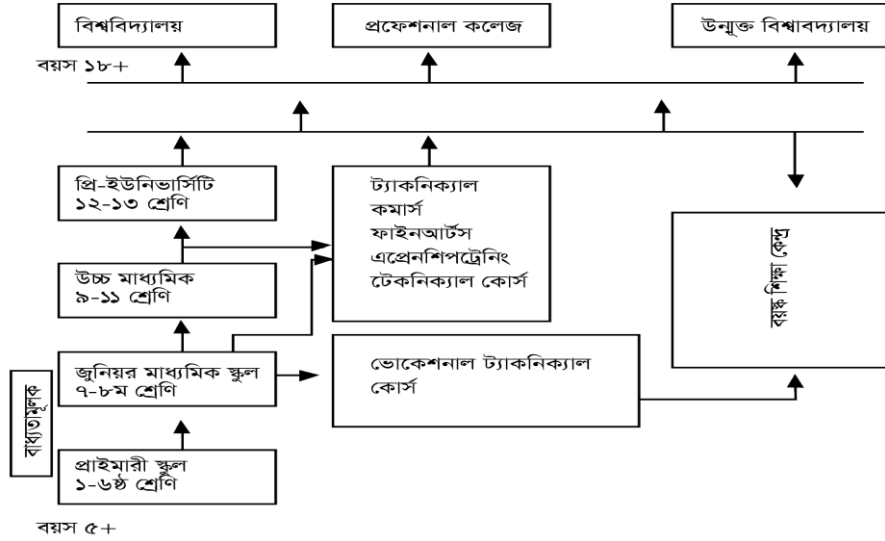 বিশ্ববিদ্যালয়
প্রফেশনাল কলেজ
উন্মুক্ত বিশ্বাবদ্যালয়
বয়স ১৮+
প্রি-ইউনিভার্সিটি
১২-১৩ শ্রেণি
ট্যাকনিক্যাল
কমার্স
ফাইনআর্টস
এপ্রেনশিপট্রেনিং
টেকনিক্যাল কোর্স
উচ্চ মাধ্যমিক
৯-১১ শ্রেণি
বয়স্ক শিক্ষা কেন্দ্র
জুনিয়র মাধ্যমিক স্কুল
৭-৮ম শ্রেণি
ভোকেশনাল ট্যাকনিক্যাল
কোর্স
বাধ্যতামূলক
প্রাইমারী স্কুল
১-৬ষ্ঠ শ্রেণি
বয়স ৫+